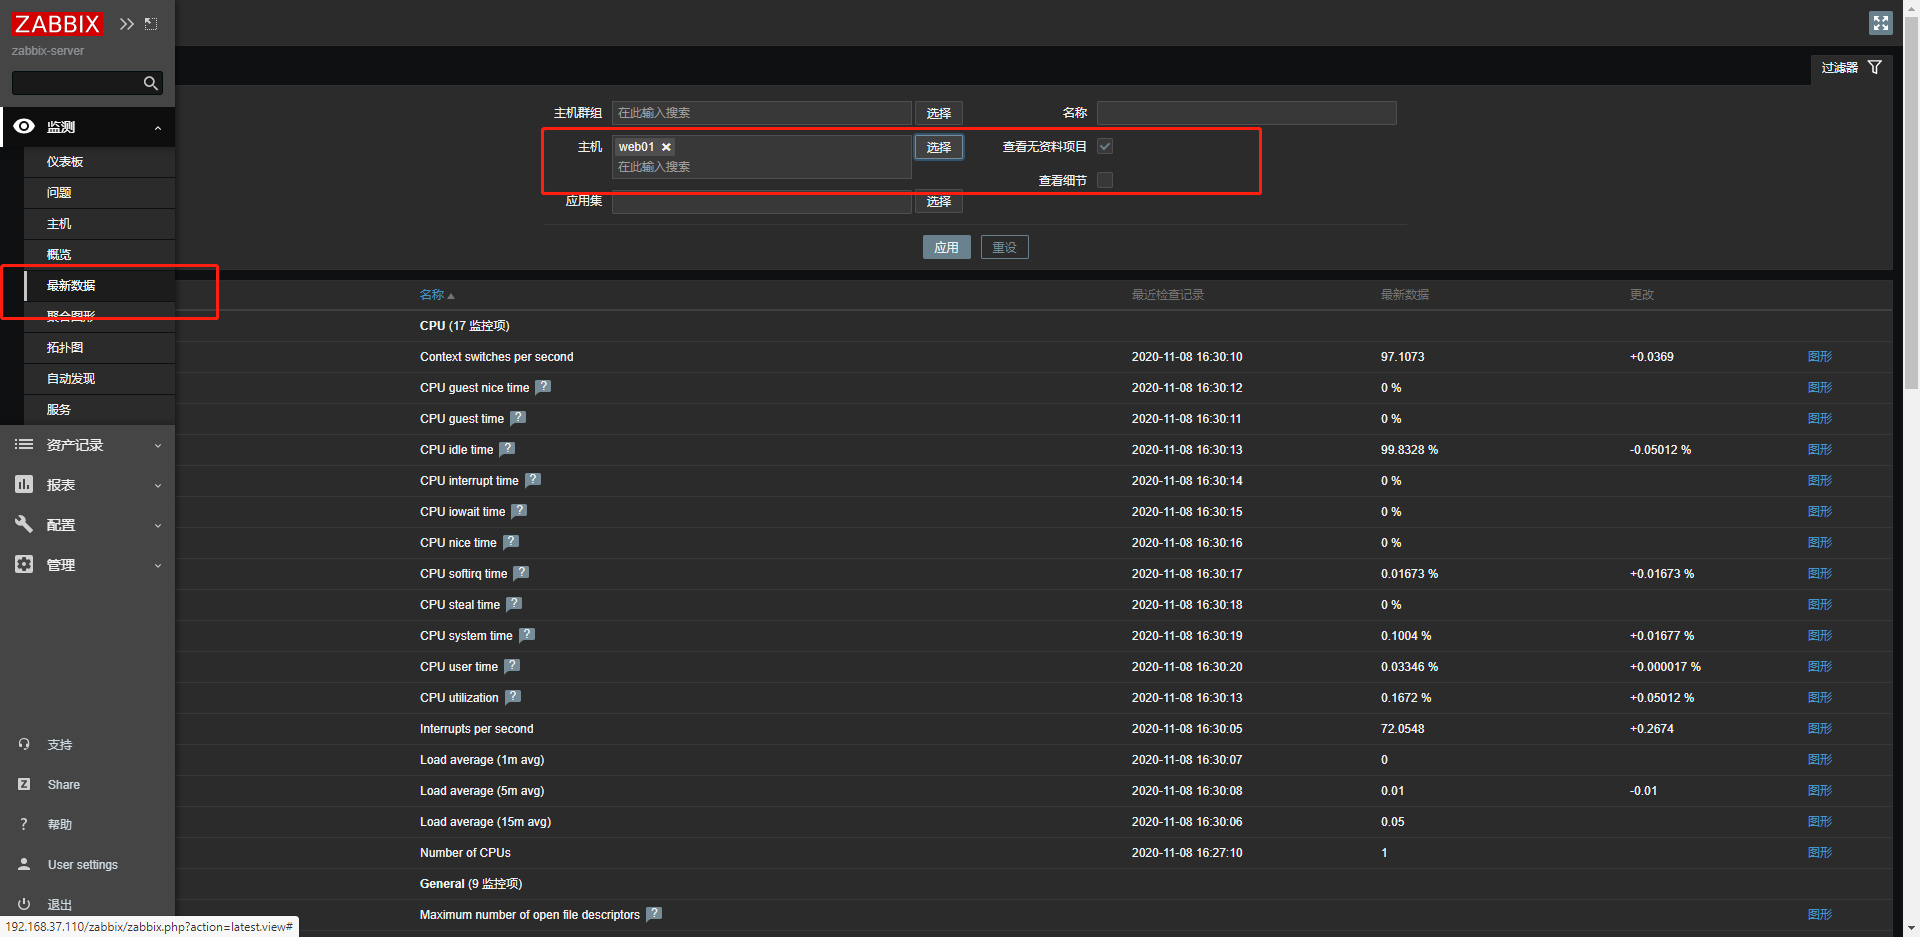 ZABBIX
zabbix-server
监测
仪表板
问题
主机
概览
最新数据
聚合图形
拓扑图
自动发现
服务
资产记录
报表
配置
管理
支持
Share
? 帮助
User settings
退出
192.168.37.110/zabbix/zabbix.php?action=latest.view#
过滤器
主机群组 在此输入搜索 选择 名称
主机 web01 选择 查看无资料项目
在此输入搜索
查看细节
应用集 选择
应用 重设
名称 最近检查记录 最新数据 更改
CPU (17 监控项)
Context switches per second 2020-11-08 16:30:10 97.1073 +0.0369 图形
CPU guest nice time ? 2020-11-08 16:30:12 0 % 图形
CPU guest time ? 2020-11-08 16:30:11 0 % 图形
CPU idle time ? 2020-11-08 16:30:13 99.8328 % -0.05012 % 图形
CPU interrupt time ? 2020-11-08 16:30:14 0 % 图形
CPU iowait time ? 2020-11-08 16:30:15 0 % 图形
CPU nice time ? 2020-11-08 16:30:16 0 % 图形
CPU softirq time ? 2020-11-08 16:30:17 0.01673 % +0.01673 % 图形
CPU steal time ? 2020-11-08 16:30:18 0 % 图形
CPU system time ? 2020-11-08 16:30:19 0.1004 % +0.01677 % 图形
CPU user time ? 2020-11-08 16:30:20 0.03346 % +0.000017 % 图形
CPU utilization ? 2020-11-08 16:30:13 0.1672 % +0.05012 % 图形
Interrupts per second 2020-11-08 16:30:05 72.0548 +0.2674 图形
Load average (1m avg) 2020-11-08 16:30:07 0 图形
Load average (5m avg) 2020-11-08 16:30:08 0.01 -0.01 图形
Load average (15m avg) 2020-11-08 16:30:06 0.05 图形
Number of CPUs 2020-11-08 16:27:10 1 图形
General (9 监控项)
Maximum number of open file descriptors ? 图形